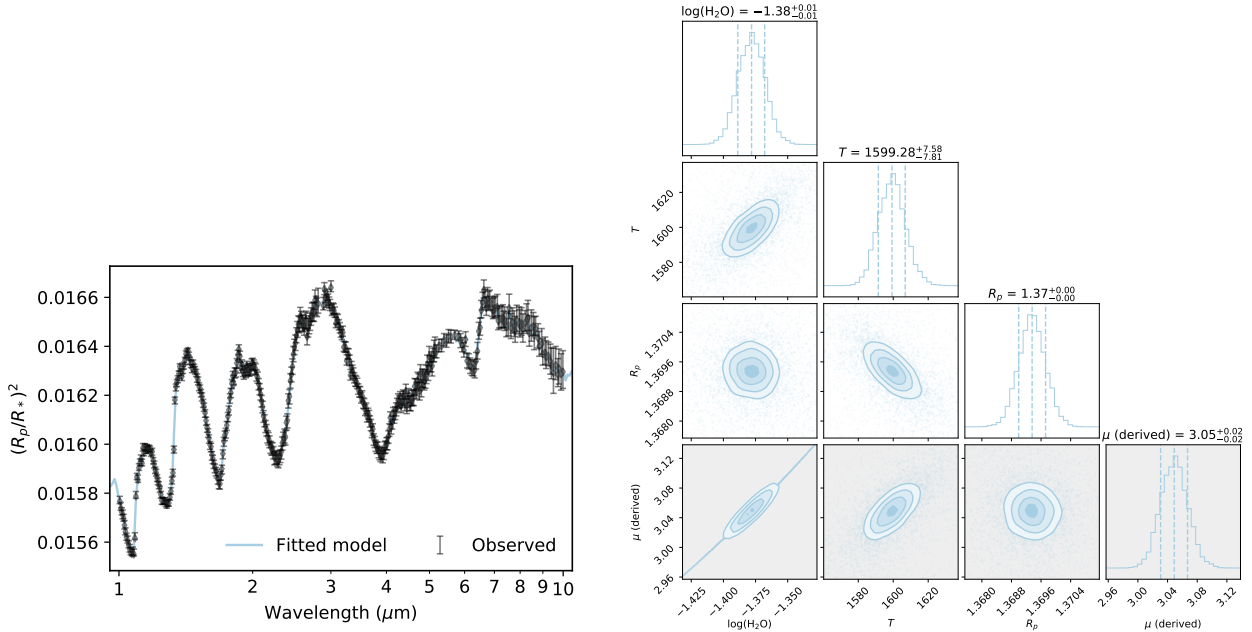 0.0166
0.0164
0.0162
0.0160
0.0158
0.0156
(R_p/R_*)^2
Fitted model
Observed
1 2 3 4 5 6 7 8 9 10
Wavelength (μm)
log(H₂O) = −1.38^{+0.01}_{−0.01}
T = 1599.28^{+7.58}_{−7.81}
1620
1600
1580
T
R_p = 1.37^{+0.00}_{−0.00}
1.3704
1.3696
1.3688
1.3680
R_p
μ (derived) = 3.05^{+0.02}_{−0.02}
3.12
3.08
3.04
3.00
2.96
μ (derived)
−1.425 −1.400 −1.375 −1.350
log(H₂O)
1580 1600 1620
T
1.3680 1.3688 1.3696 1.3704
R_p
2.96 3.00 3.04 3.08 3.12
μ (derived)